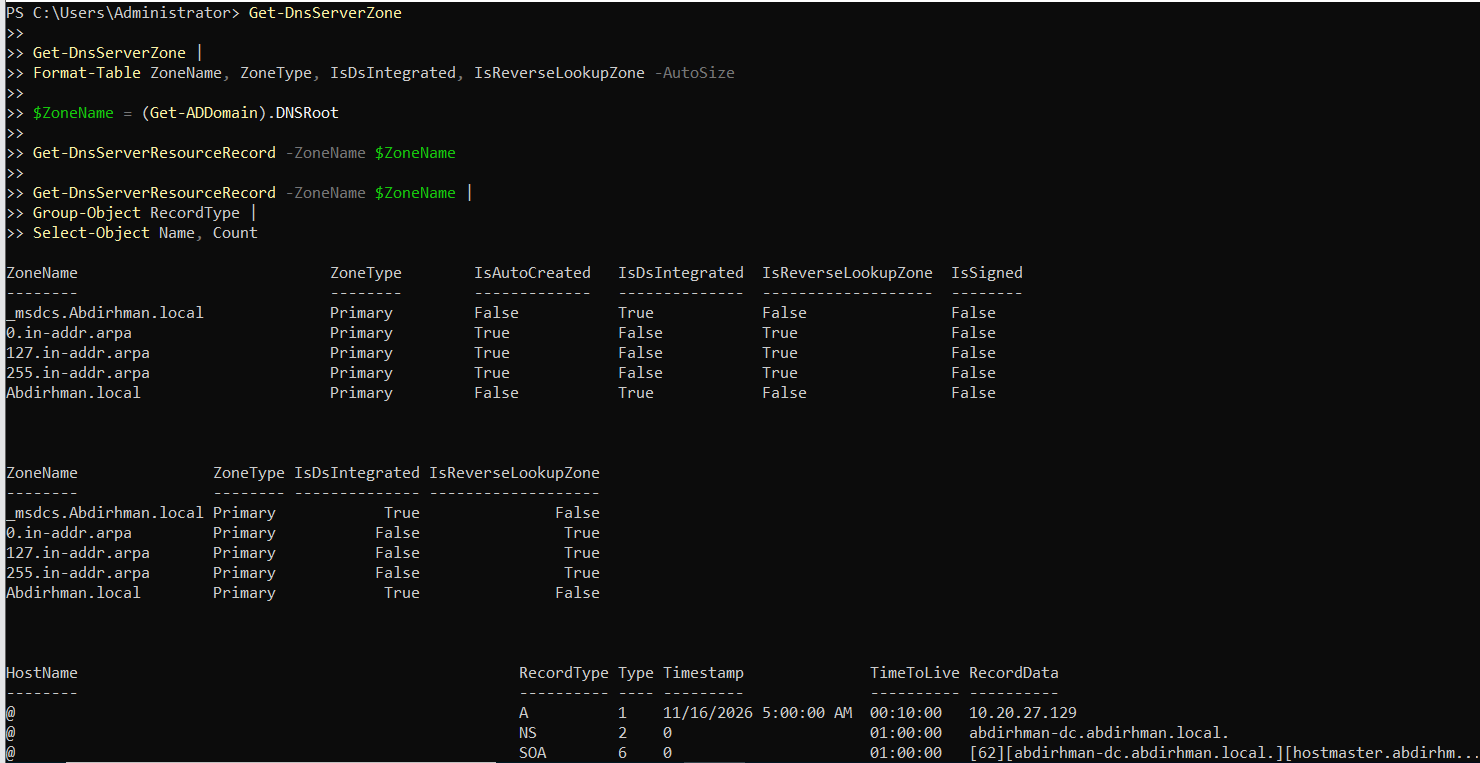 PS C:\Users\Administrator> Get-DnsServerZone
>>
>> Get-DnsServerZone |
>> Format-Table ZoneName, ZoneType, IsDsIntegrated, IsReverseLookupZone -AutoSize
>>
>> $ZoneName = (Get-ADDomain).DNSRoot
>>
>> Get-DnsServerResourceRecord -ZoneName $ZoneName
>>
>> Get-DnsServerResourceRecord -ZoneName $ZoneName |
>> Group-Object RecordType |
>> Select-Object Name, Count
ZoneName ZoneType IsAutoCreated IsDsIntegrated IsReverseLookupZone IsSigned
-------- -------- ------------- -------------- ------------------- --------
_msdcs.Abdirhman.local Primary False True False False
0.in-addr.arpa Primary True False True False
127.in-addr.arpa Primary True False True False
255.in-addr.arpa Primary True False True False
Abdirhman.local Primary False True False False
ZoneName ZoneType IsDsIntegrated IsReverseLookupZone
-------- -------- -------------- -------------------
_msdcs.Abdirhman.local Primary True False
0.in-addr.arpa Primary False True
127.in-addr.arpa Primary False True
255.in-addr.arpa Primary False True
Abdirhman.local Primary True False
HostName RecordType Type Timestamp TimeToLive RecordData
-------- ---------- ---- --------- ---------- ----------
@ A 1 11/16/2026 5:00:00 AM 00:10:00 10.20.27.129
@ NS 2 0 01:00:00 abdirhman-dc.abdirhman.local.
@ SOA 6 0 01:00:00 [62][abdirhman-dc.abdirhman.local.][hostmaster.abdirhm...